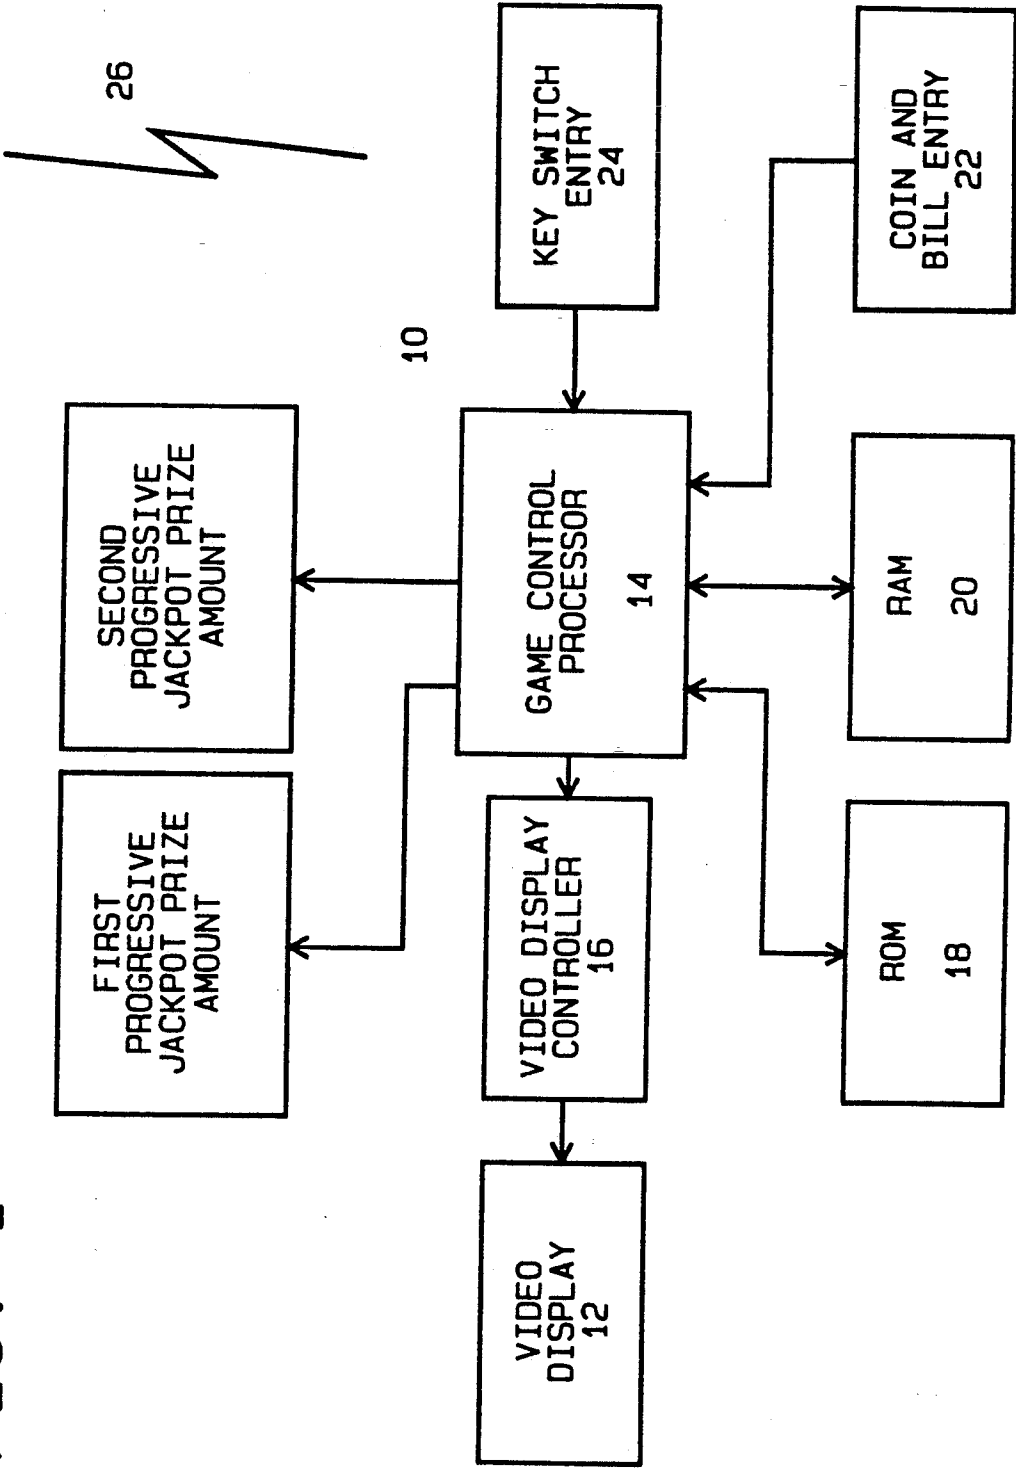 FIRST
PROGRESSIVE
JACKPOT PRIZE
AMOUNT
SECOND
PROGRESSIVE
JACKPOT PRIZE
AMOUNT
26
10
VIDEO
DISPLAY
12
VIDEO DISPLAY
CONTROLLER
16
GAME CONTROL
PROCESSOR
14
KEY SWITCH
ENTRY
24
ROM
18
RAM
20
COIN AND
BILL ENTRY
22